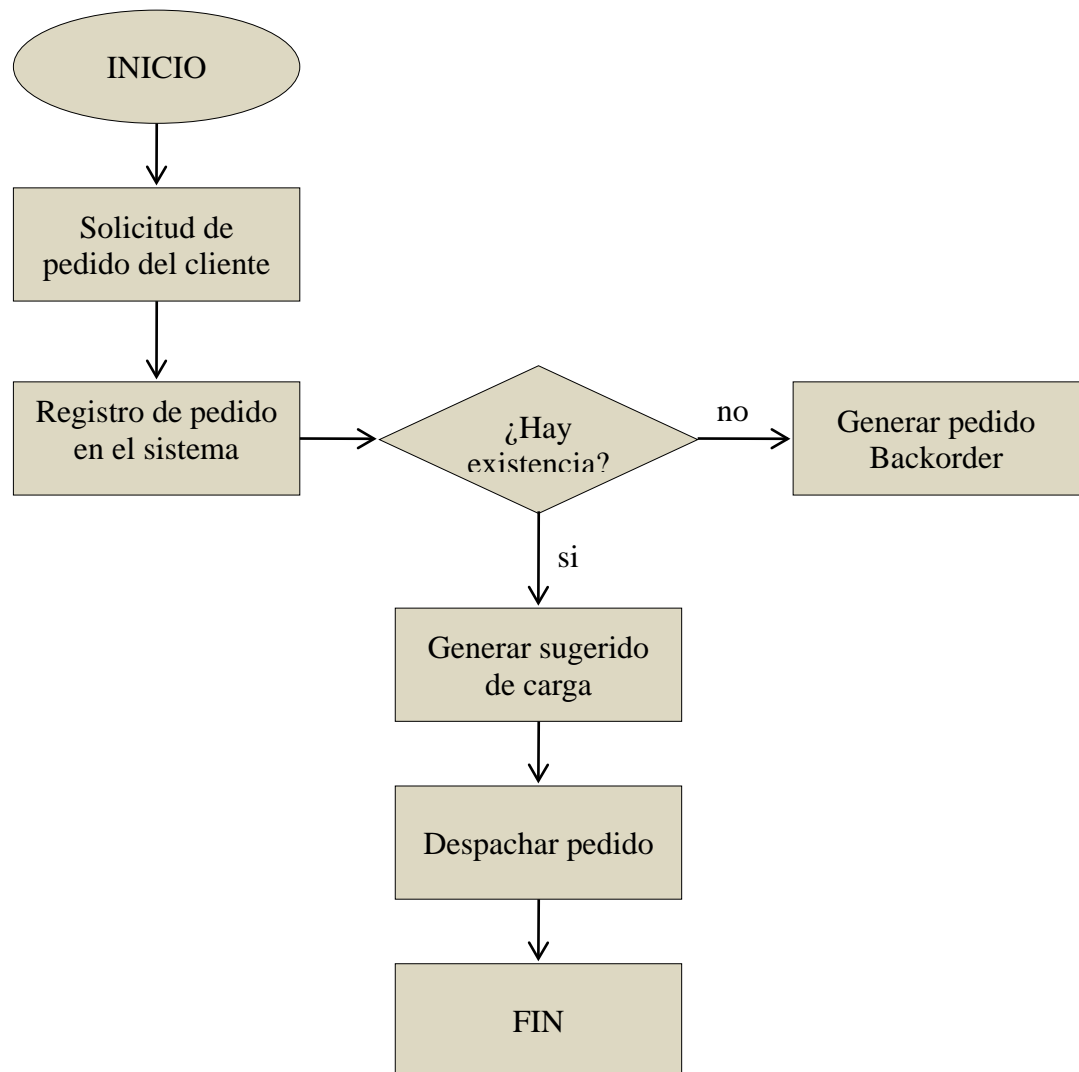 INICIO
Solicitud de
pedido del cliente
Registro de pedido
en el sistema
¿Hay
existencia?
no
Generar pedido
Backorder
si
Generar sugerido
de carga
Despachar pedido
FIN